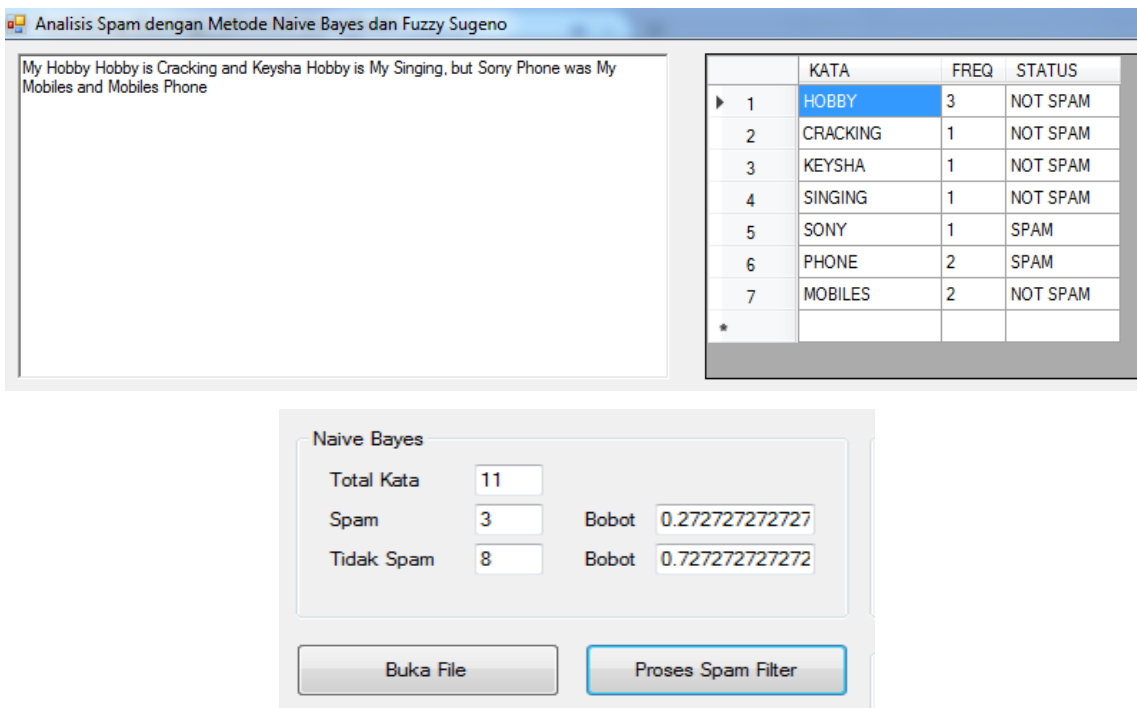 Analisis Spam dengan Metode Naive Bayes dan Fuzzy Sugeno
My Hobby Hobby is Cracking and Keysha Hobby is My Singing, but Sony Phone was My
Mobiles and Mobiles Phone
KATA FREQ STATUS
1 HOBBY 3 NOT SPAM
2 CRACKING 1 NOT SPAM
3 KEYSHA 1 NOT SPAM
4 SINGING 1 NOT SPAM
5 SONY 1 SPAM
6 PHONE 2 SPAM
7 MOBILES 2 NOT SPAM
*
Naive Bayes
Total Kata 11
Spam 3 Bobot 0.272727272727
Tidak Spam 8 Bobot 0.727272727272
Buka File Proses Spam Filter